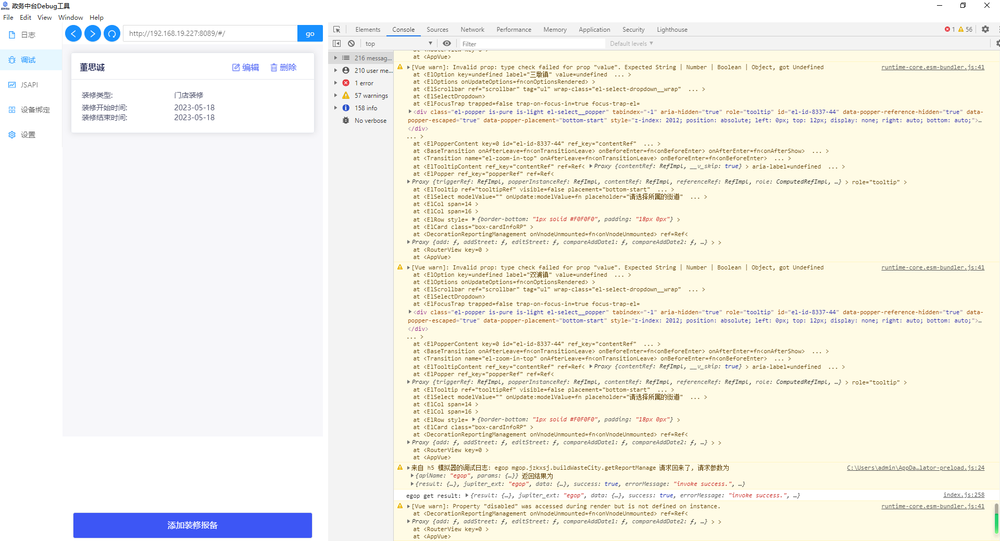 政务中台Debug工具
File Edit View Window Help
日志
调试
JSAPI
设备绑定
设置
http://192.168.19.227:8089/#/
go
董思诚
编辑
删除
装修类型: 门店装修
装修开始时间: 2023-05-18
装修结束时间: 2023-05-18
添加装修报备
Elements Console Sources Network Performance Memory Application Security Lighthouse
1 56
top
Filter
Default levels
216 messag...
210 user me...
1 error
57 warnings
158 info
No verbose
at <AppVue>
[Vue warn]: Invalid prop: type check failed for prop "value". Expected String | Number | Boolean | Object, got Undefined runtime-core.esm-bundler.js:41
at <ElOption key=undefined label="三墩镇" value=undefined ... >
at <ElOptions onUpdateOptions=fn<onOptionsRendered> >
at <ElScrollbar ref="scrollbar" tag="ul" wrap-class="el-select-dropdown__wrap" ... >
at <ElSelectDropdown>
at <ElFocusTrap trapped=false trap-on-focus-in=true focus-trap-el=
<div class="el-popper is-pure is-light el-select__popper" tabindex="-1" aria-hidden="true" role="tooltip" id="el-id-8337-44" data-popper-reference-hidden="true" data-
popper-escaped="true" data-popper-placement="bottom-start" style="z-index: 2012; position: absolute; left: 0px; top: 12px; display: none; right: auto; bottom: auto;">…
</div>
... >
at <ElPopperContent key=0 id="el-id-8337-44" ref_key="contentRef" ... >
at <BaseTransition onAfterLeave=fn<onTransitionLeave> onBeforeEnter=fn<onBeforeEnter> onAfterEnter=fn<onAfterShow> ... >
at <Transition name="el-zoom-in-top" onAfterLeave=fn<onTransitionLeave> onBeforeEnter=fn<onBeforeEnter> ... >
at <ElTooltipContent ref_key="contentRef" ref=Ref< Proxy {contentRef: RefImpl, __v_skip: true} > aria-label=undefined ... >
at <ElPopper ref_key="popperRef" ref=Ref<
Proxy {triggerRef: RefImpl, popperInstanceRef: RefImpl, contentRef: RefImpl, referenceRef: RefImpl, role: ComputedRefImpl, …} > role="tooltip" >
at <ElTooltip ref="tooltipRef" visible=false placement="bottom-start" ... >
at <ElSelect modelValue="" onUpdate:modelValue=fn placeholder="请选择所属的街道" ... >
at <ElCol span=14 >
at <ElCol span=16 >
at <ElRow style= {border-bottom: "1px solid #F0F0F0", padding: "18px 0px"} >
at <ElCard class="box-cardInfoRP" >
at <DecorationReportingManagement onVnodeUnmounted=fn<onVnodeUnmounted> ref=Ref<
Proxy {add: ƒ, addStreet: ƒ, editStreet: ƒ, compareAddDate1: ƒ, compareAddDate2: ƒ, …} > >
at <RouterView key=0 >
at <AppVue>
[Vue warn]: Invalid prop: type check failed for prop "value". Expected String | Number | Boolean | Object, got Undefined runtime-core.esm-bundler.js:41
at <ElOption key=undefined label="双浦镇" value=undefined ... >
at <ElOptions onUpdateOptions=fn<onOptionsRendered> >
at <ElScrollbar ref="scrollbar" tag="ul" wrap-class="el-select-dropdown__wrap" ... >
at <ElSelectDropdown>
at <ElFocusTrap trapped=false trap-on-focus-in=true focus-trap-el=
<div class="el-popper is-pure is-light el-select__popper" tabindex="-1" aria-hidden="true" role="tooltip" id="el-id-8337-44" data-popper-reference-hidden="true" data-
popper-escaped="true" data-popper-placement="bottom-start" style="z-index: 2012; position: absolute; left: 0px; top: 12px; display: none; right: auto; bottom: auto;">…
</div>
... >
at <ElPopperContent key=0 id="el-id-8337-44" ref_key="contentRef" ... >
at <BaseTransition onAfterLeave=fn<onTransitionLeave> onBeforeEnter=fn<onBeforeEnter> onAfterEnter=fn<onAfterShow> ... >
at <Transition name="el-zoom-in-top" onAfterLeave=fn<onTransitionLeave> onBeforeEnter=fn<onBeforeEnter> ... >
at <ElTooltipContent ref_key="contentRef" ref=Ref< Proxy {contentRef: RefImpl, __v_skip: true} > aria-label=undefined ... >
at <ElPopper ref_key="popperRef" ref=Ref<
Proxy {triggerRef: RefImpl, popperInstanceRef: RefImpl, contentRef: RefImpl, referenceRef: RefImpl, role: ComputedRefImpl, …} > role="tooltip" >
at <ElTooltip ref="tooltipRef" visible=false placement="bottom-start" ... >
at <ElSelect modelValue="" onUpdate:modelValue=fn placeholder="请选择所属的街道" ... >
at <ElCol span=14 >
at <ElCol span=16 >
at <ElRow style= {border-bottom: "1px solid #F0F0F0", padding: "18px 0px"} >
at <ElCard class="box-cardInfoRP" >
at <DecorationReportingManagement onVnodeUnmounted=fn<onVnodeUnmounted> ref=Ref<
Proxy {add: ƒ, addStreet: ƒ, editStreet: ƒ, compareAddDate1: ƒ, compareAddDate2: ƒ, …} > >
at <RouterView key=0 >
at <AppVue>
来自 h5 模拟器的调试日志: egop mgop.jzkxsj.buildWasteCity.getReportManage 请求回来了, 请求参数为 C:\Users\admin\AppDa…lator-preload.js:24
{apiName: "egop", params: {…}} 返回结果为
{result: {…}, jupiter_ext: "egop", data: {…}, success: true, errorMessage: "invoke success.", …}
egop get result: {result: {…}, jupiter_ext: "egop", data: {…}, success: true, errorMessage: "invoke success.", …} index.js:258
[Vue warn]: Property "disabled" was accessed during render but is not defined on instance. runtime-core.esm-bundler.js:41
at <DecorationReportingManagement onVnodeUnmounted=fn<onVnodeUnmounted> ref=Ref<
Proxy {add: ƒ, addStreet: ƒ, editStreet: ƒ, compareAddDate1: ƒ, compareAddDate2: ƒ, …} > >
at <RouterView key=0 >
at <AppVue>